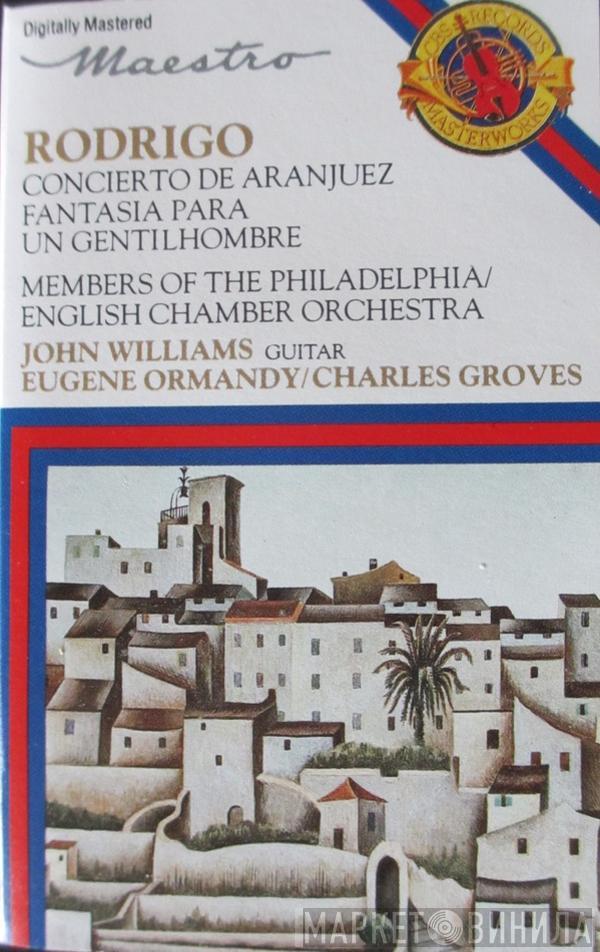 Digitally Mastered
Maestro
CBS RECORDS
MASTERWORKS
RODRIGO
CONCIERTO DE ARANJUEZ
FANTASIA PARA
UN GENTILHOMBRE
MEMBERS OF THE PHILADELPHIA/
ENGLISH CHAMBER ORCHESTRA
JOHN WILLIAMS GUITAR
EUGENE ORMANDY/CHARLES GROVES
МАРКЕТ ВИНИЛА